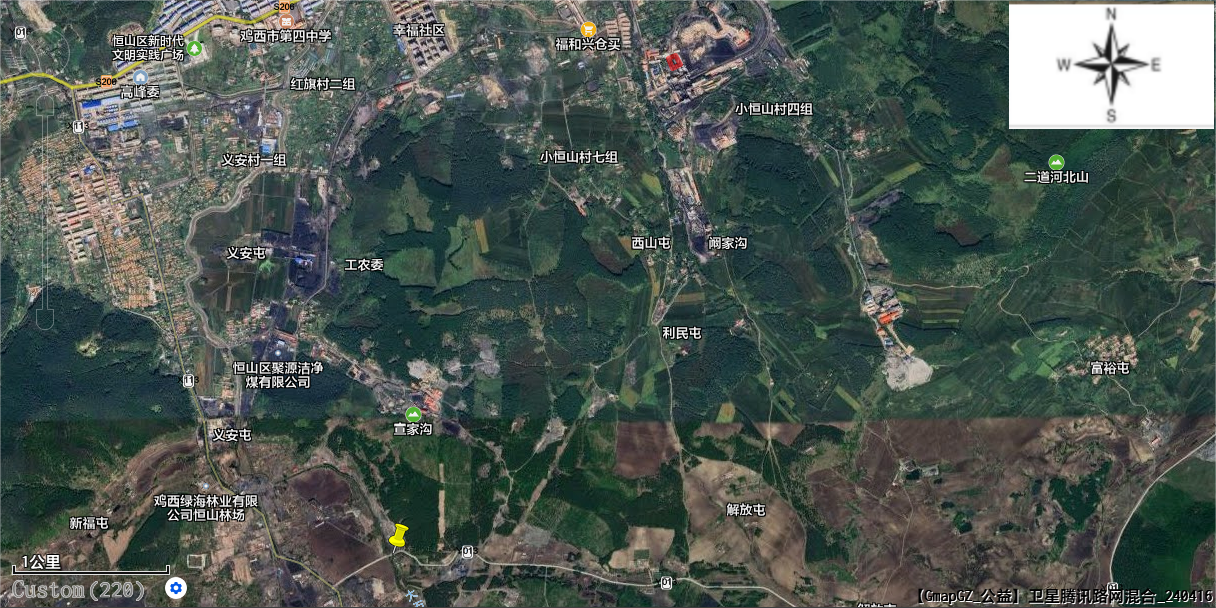 S206
01
恒山区新时代
文明实践广场
鸡西市第四中学
幸福社区
福和兴仓买
N
W
E
S
S206
高峰委
红旗村二组
小恒山村四组
义安村一组
小恒山村七组
二道河北山
义安屯
工农委
西山屯
阚家沟
利民屯
恒山区聚源洁净
煤有限公司
富裕屯
宣家沟
义安屯
鸡西绿海林业有限
公司恒山林场
新福屯
解放屯
01
01
01
1公里
Custom(220)
【GmapGZ_公益】卫星腾讯路网混合_240416